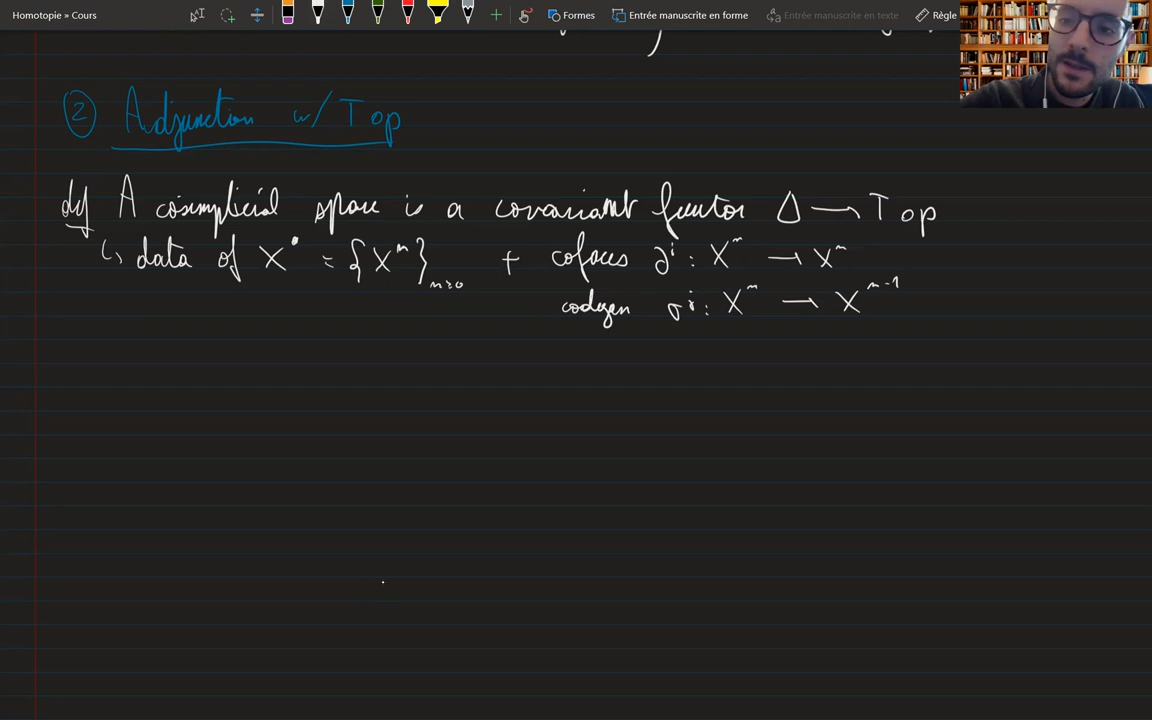 Homotopie » Cours
Formes
Entrée manuscrite en forme
Entrée manuscrite en texte
Règle
② Adjunction w/ Top
def A cosimplicial space is a covariant functor Δ → Top
↳ data of X^• = {X^n}_{n≥0} + cofaces ∂^i : X^n → X^n
codegen σ^i : X^n → X^{n-1}